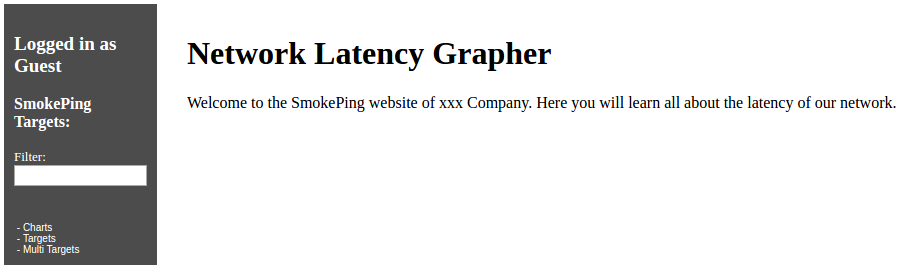 Logged in as
Guest
SmokePing
Targets:
Filter:
- Charts
- Targets
- Multi Targets
Network Latency Grapher
Welcome to the SmokePing website of xxx Company. Here you will learn all about the latency of our network.